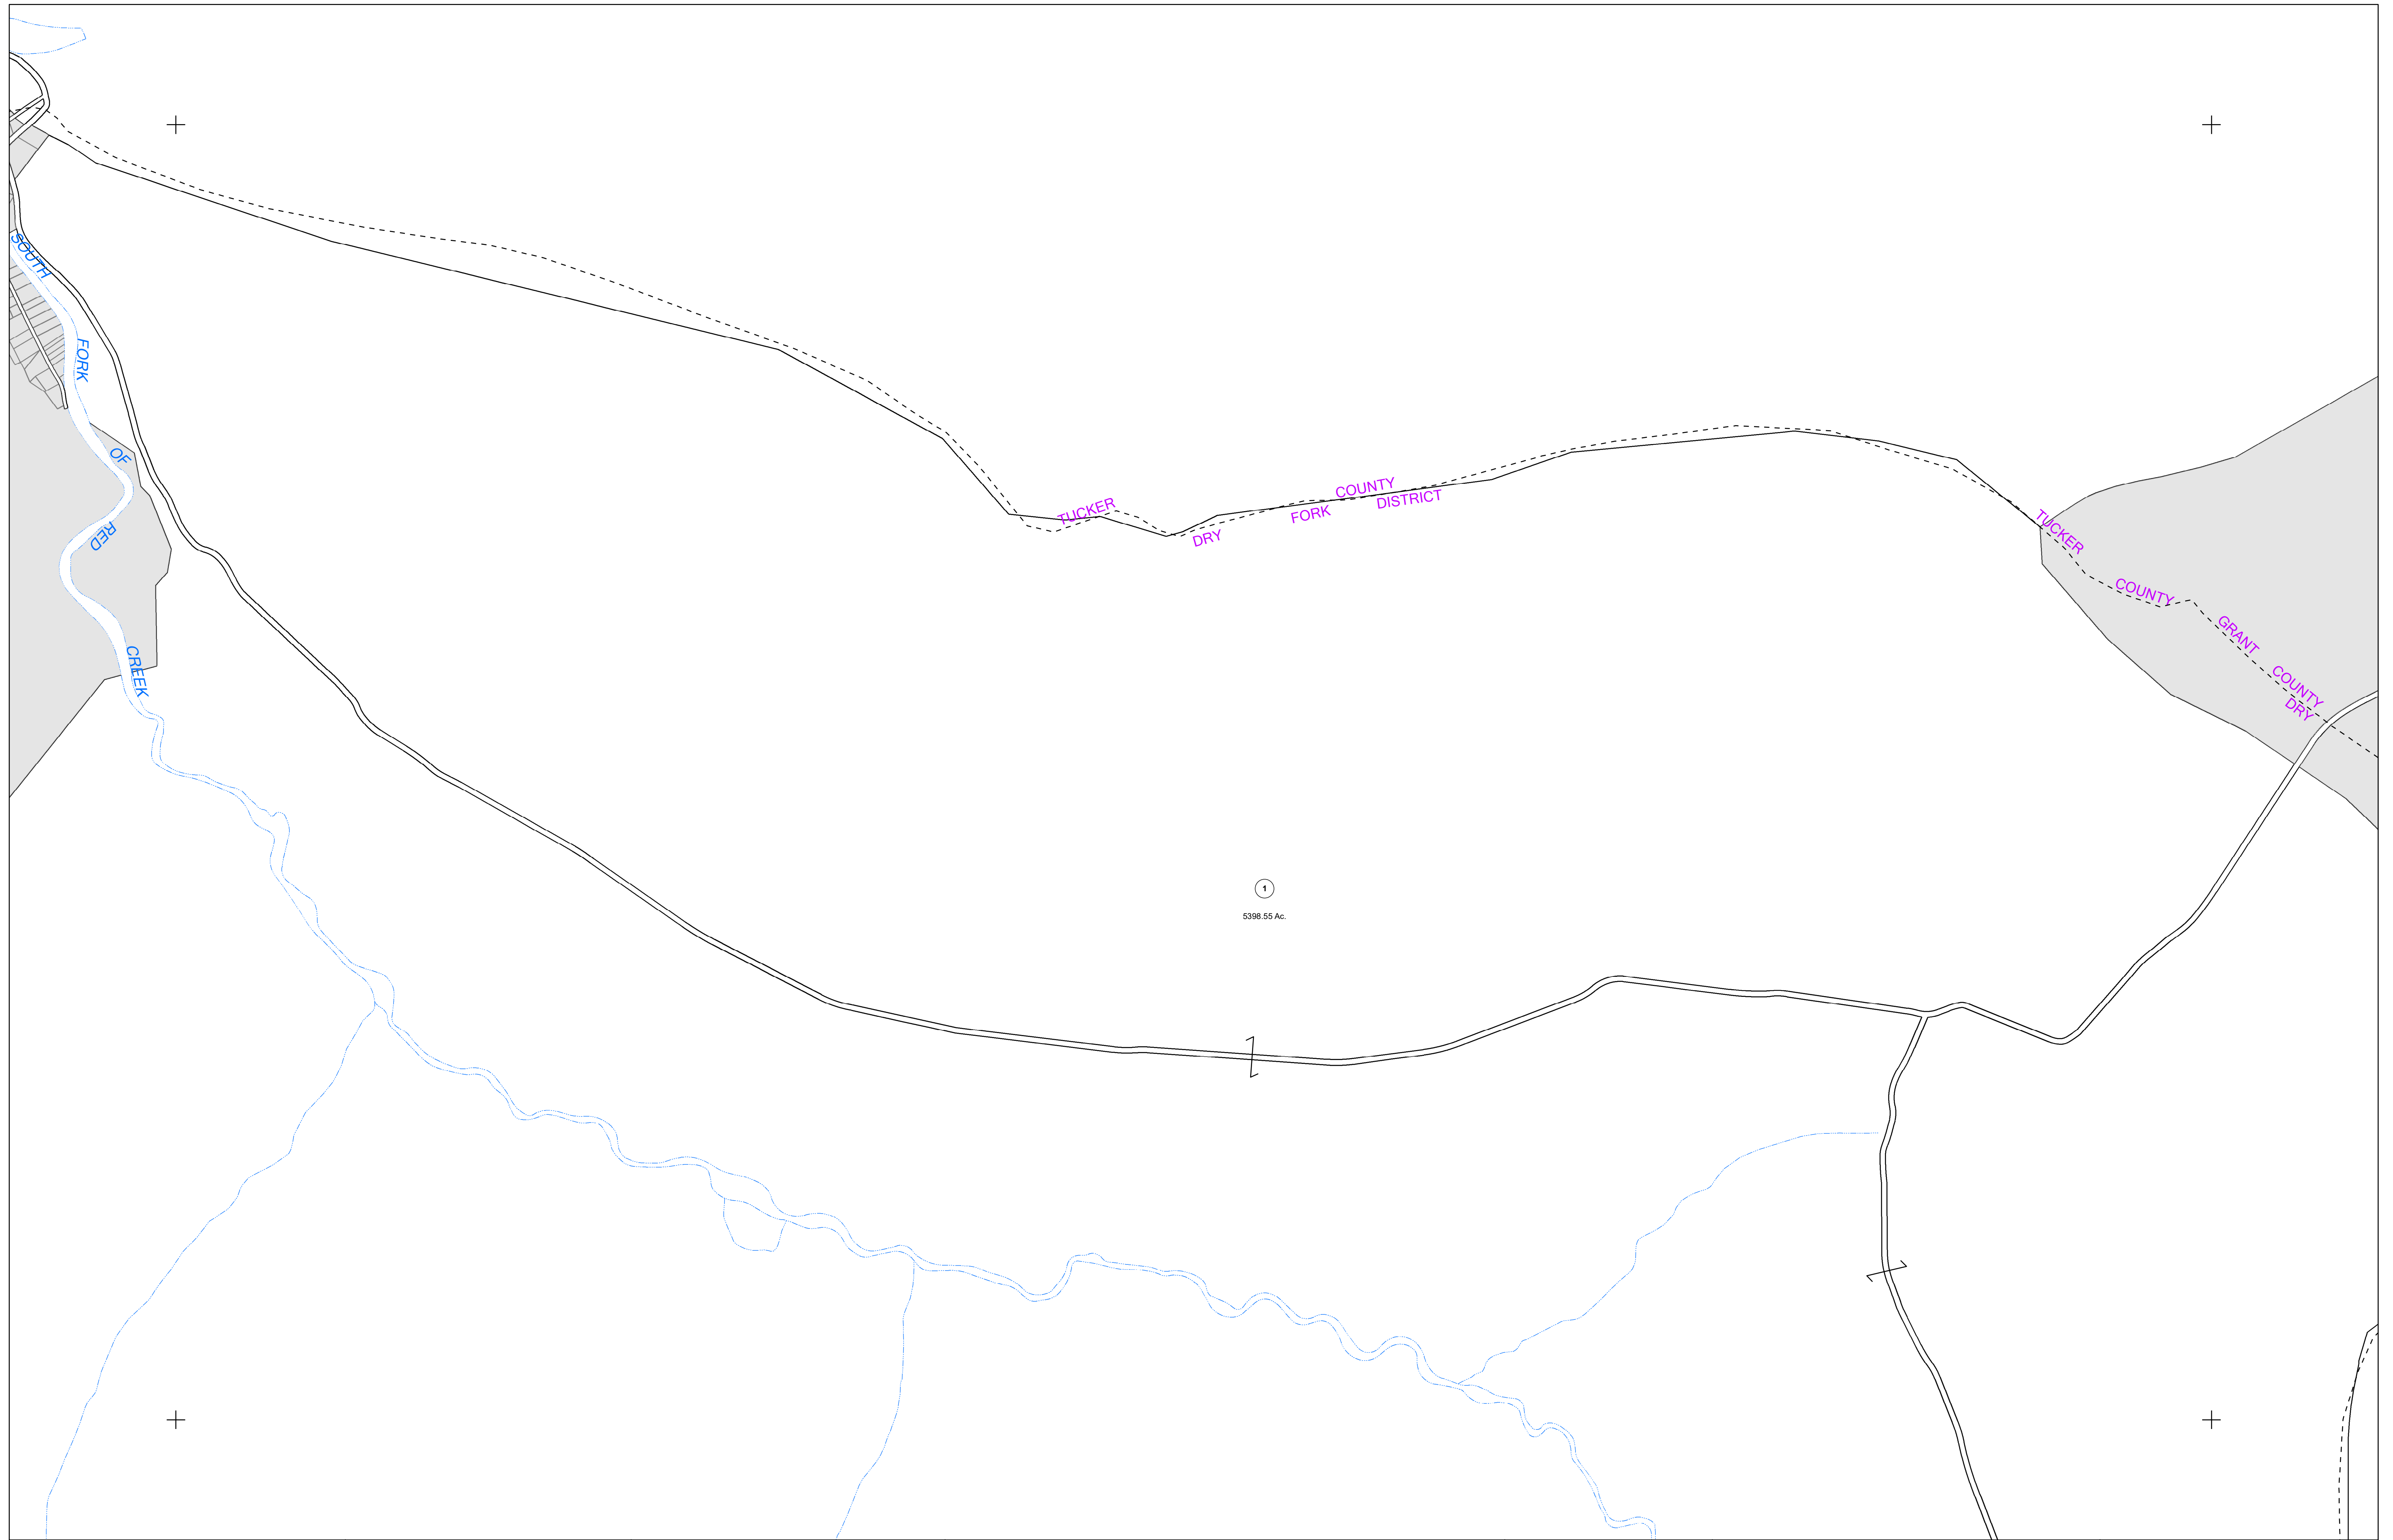 SOUTH
FORK
OF
RED
CREEK
TUCKER
COUNTY
DRY
FORK
DISTRICT
TUCKER
COUNTY
GRANT
COUNTY
DRY
1
5398.55 Ac.